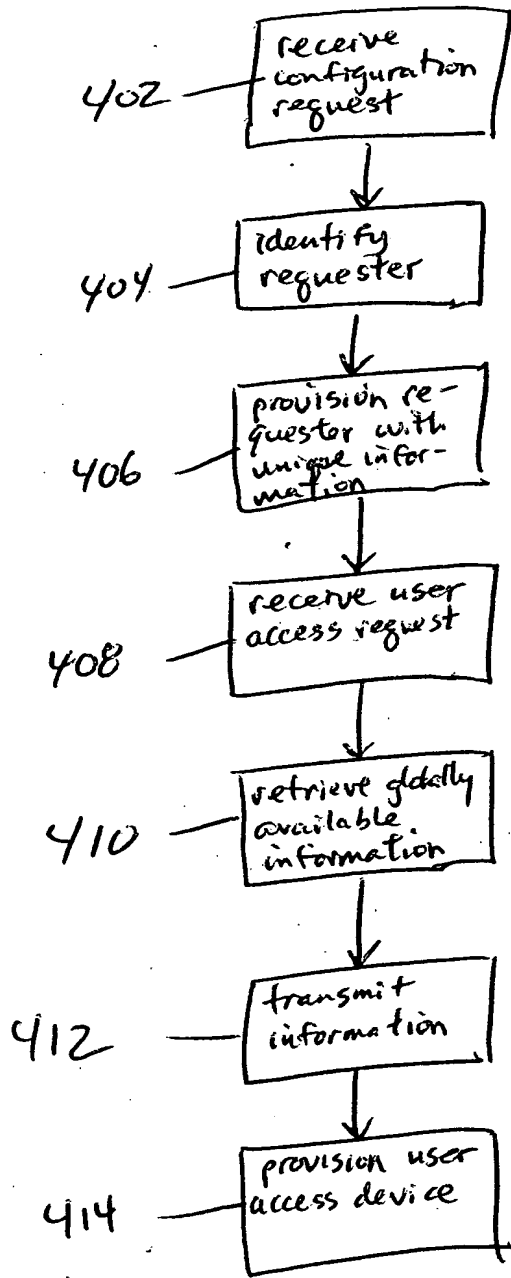 receive
402 configuration
request
identify
404 requester
provision re-
quester with
406 unique infor-
mation
receive user
408 access request
retrieve globally
410 available
information
transmit
412 information
provision user
414 access device